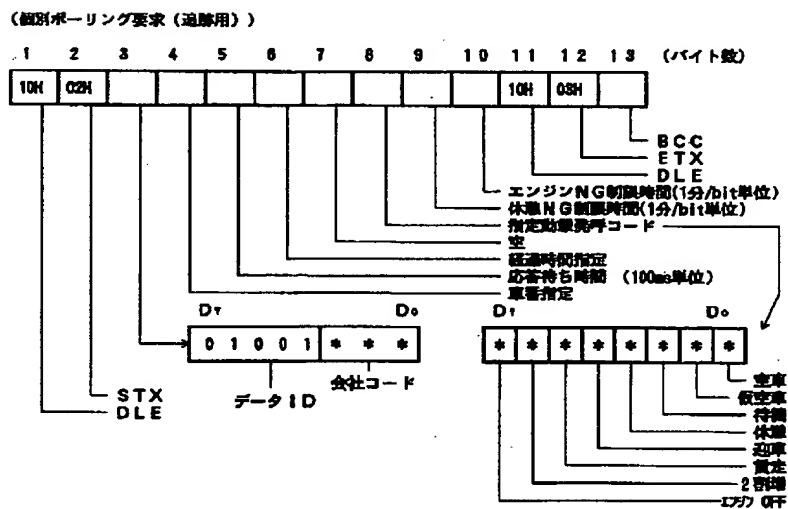 (個別ポーリング要求(追跡用))
1 2 3 4 5 6 7 8 9 10 11 12 13 (バイト数)
10H 02H 10H 03H
BCC
ETX
DLE
エンジンNG制限時間(1分/bit単位)
休憩NG制限時間(1分/bit単位)
指定動態発呼コード
空
経過時間指定
応答待ち時間 (100ms単位)
車番指定
D7 D0 D7 D0
0 1 0 0 1 * * *
* * * * * * * *
会社コード
データID
STX
DLE
空車
仮空車
待機
休憩
迎車
賃走
2割増
エンジン OFF